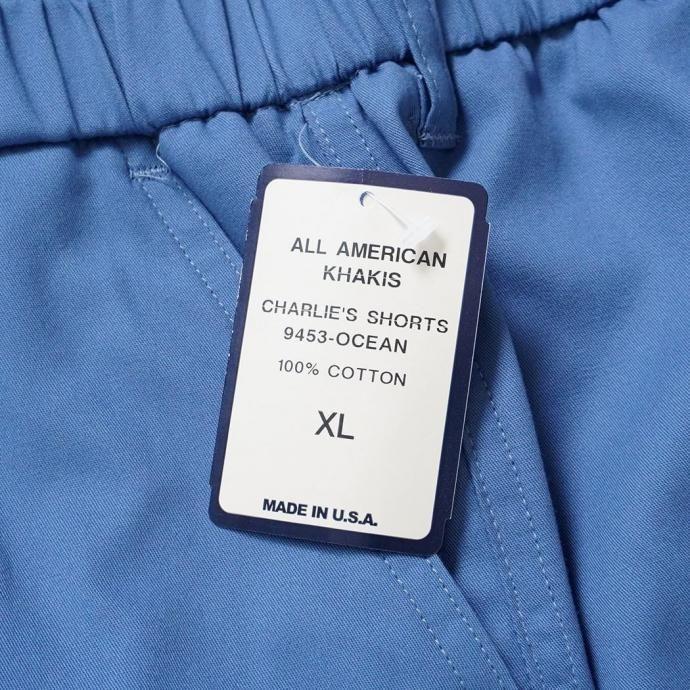 ALL AMERICAN
KHAKIS
CHARLIE'S SHORTS
9453-OCEAN
100% COTTON
XL
MADE IN U.S.A.